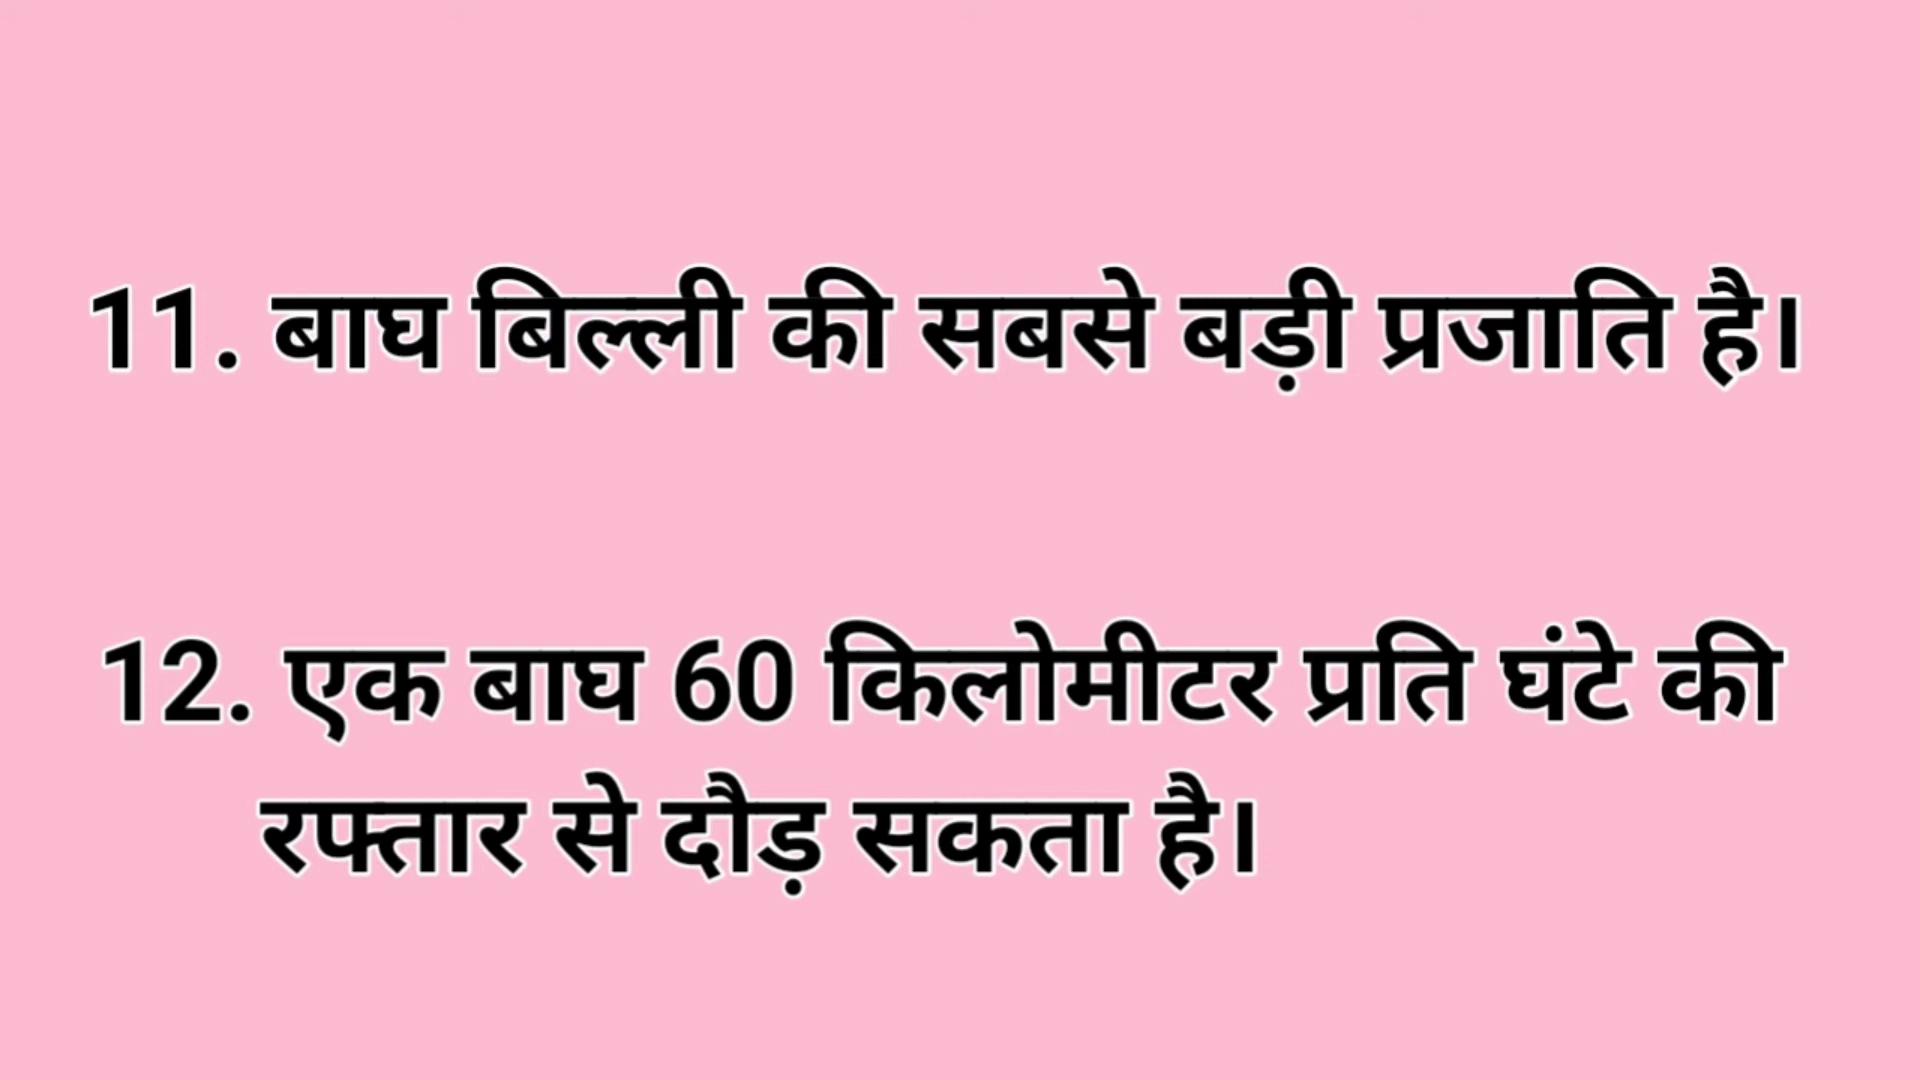 11. बाघ बिल्ली की सबसे बड़ी प्रजाति है।
12. एक बाघ 60 किलोमीटर प्रति घंटे की
रफ्तार से दौड़ सकता है।